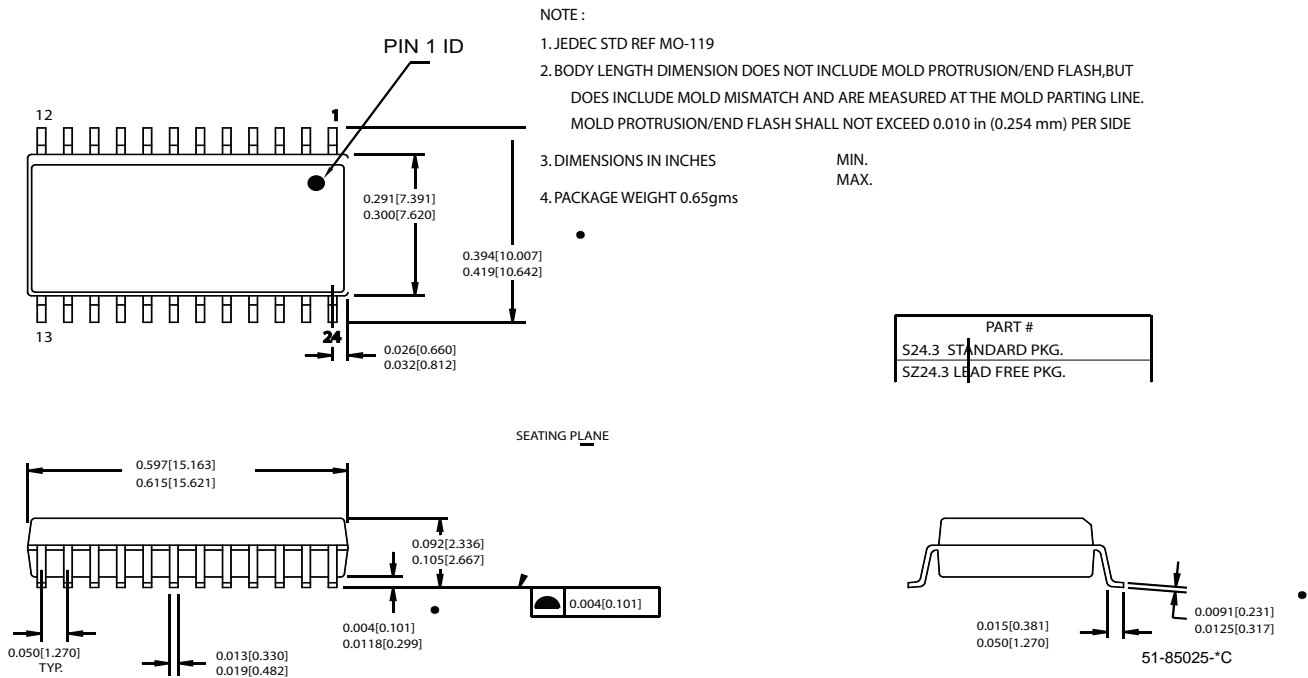 NOTE :
PIN 1 ID
1. JEDEC STD REF MO-119
2. BODY LENGTH DIMENSION DOES NOT INCLUDE MOLD PROTRUSION/END FLASH,BUT
DOES INCLUDE MOLD MISMATCH AND ARE MEASURED AT THE MOLD PARTING LINE.
MOLD PROTRUSION/END FLASH SHALL NOT EXCEED 0.010 in (0.254 mm) PER SIDE
3. DIMENSIONS IN INCHES
MIN.
MAX.
4. PACKAGE WEIGHT 0.65gms
12
1
0.291[7.391]
0.300[7.620]
0.394[10.007]
0.419[10.642]
13
24
0.026[0.660]
0.032[0.812]
PART #
S24.3 STANDARD PKG.
SZ24.3 LEAD FREE PKG.
SEATING PLANE
0.597[15.163]
0.615[15.621]
0.092[2.336]
0.105[2.667]
0.004[0.101]
0.004[0.101]
0.0118[0.299]
0.050[1.270]
TYP.
0.013[0.330]
0.019[0.482]
0.015[0.381]
0.050[1.270]
0.0091[0.231]
0.0125[0.317]
51-85025-*C